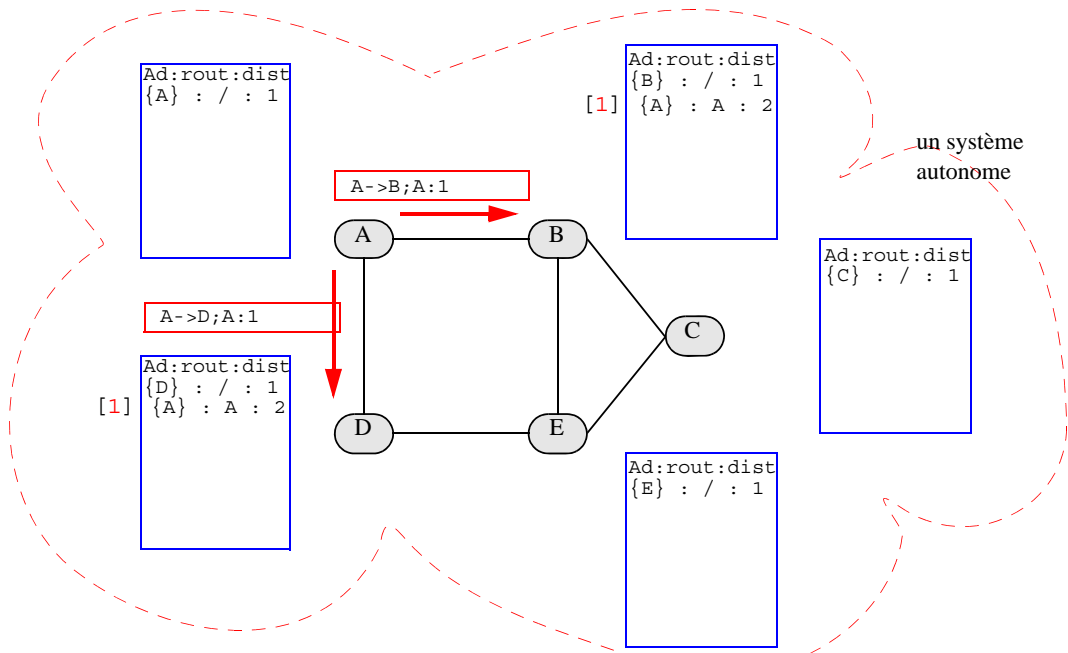 Ad:rout:dist
{A} : / : 1
Ad:rout:dist
{B} : / : 1
[1] {A} : A : 2
un système
autonome
A->B;A:1
A
B
Ad:rout:dist
{C} : / : 1
A->D;A:1
C
Ad:rout:dist
{D} : / : 1
[1] {A} : A : 2
D
E
Ad:rout:dist
{E} : / : 1